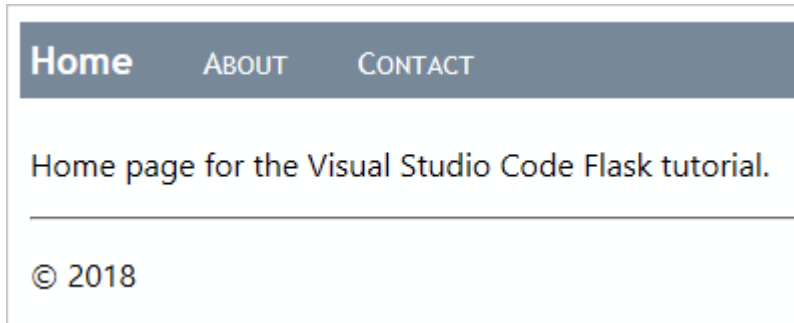 Home About Contact
Home page for the Visual Studio Code Flask tutorial.
© 2018